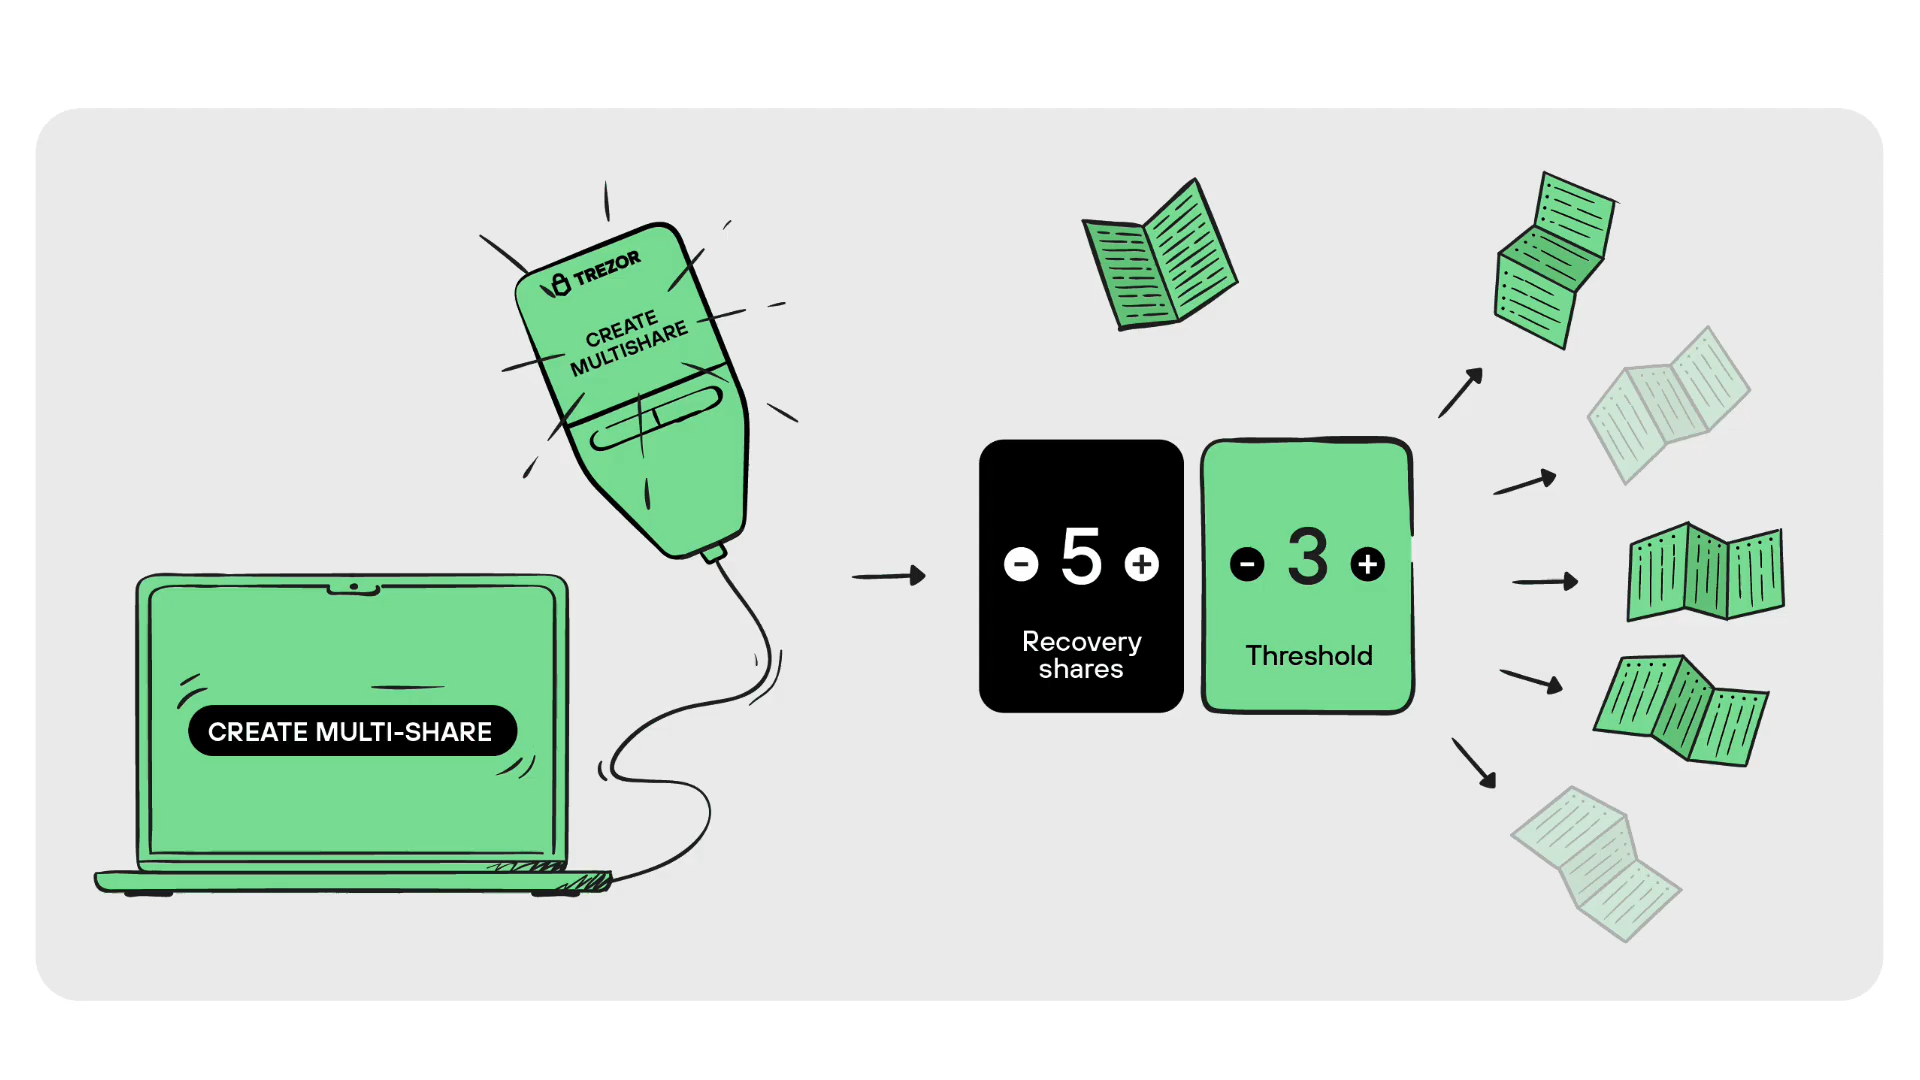 TREZOR
CREATE
MULTISHARE
CREATE MULTI-SHARE
- 5 +
Recovery
shares
- 3 +
Threshold